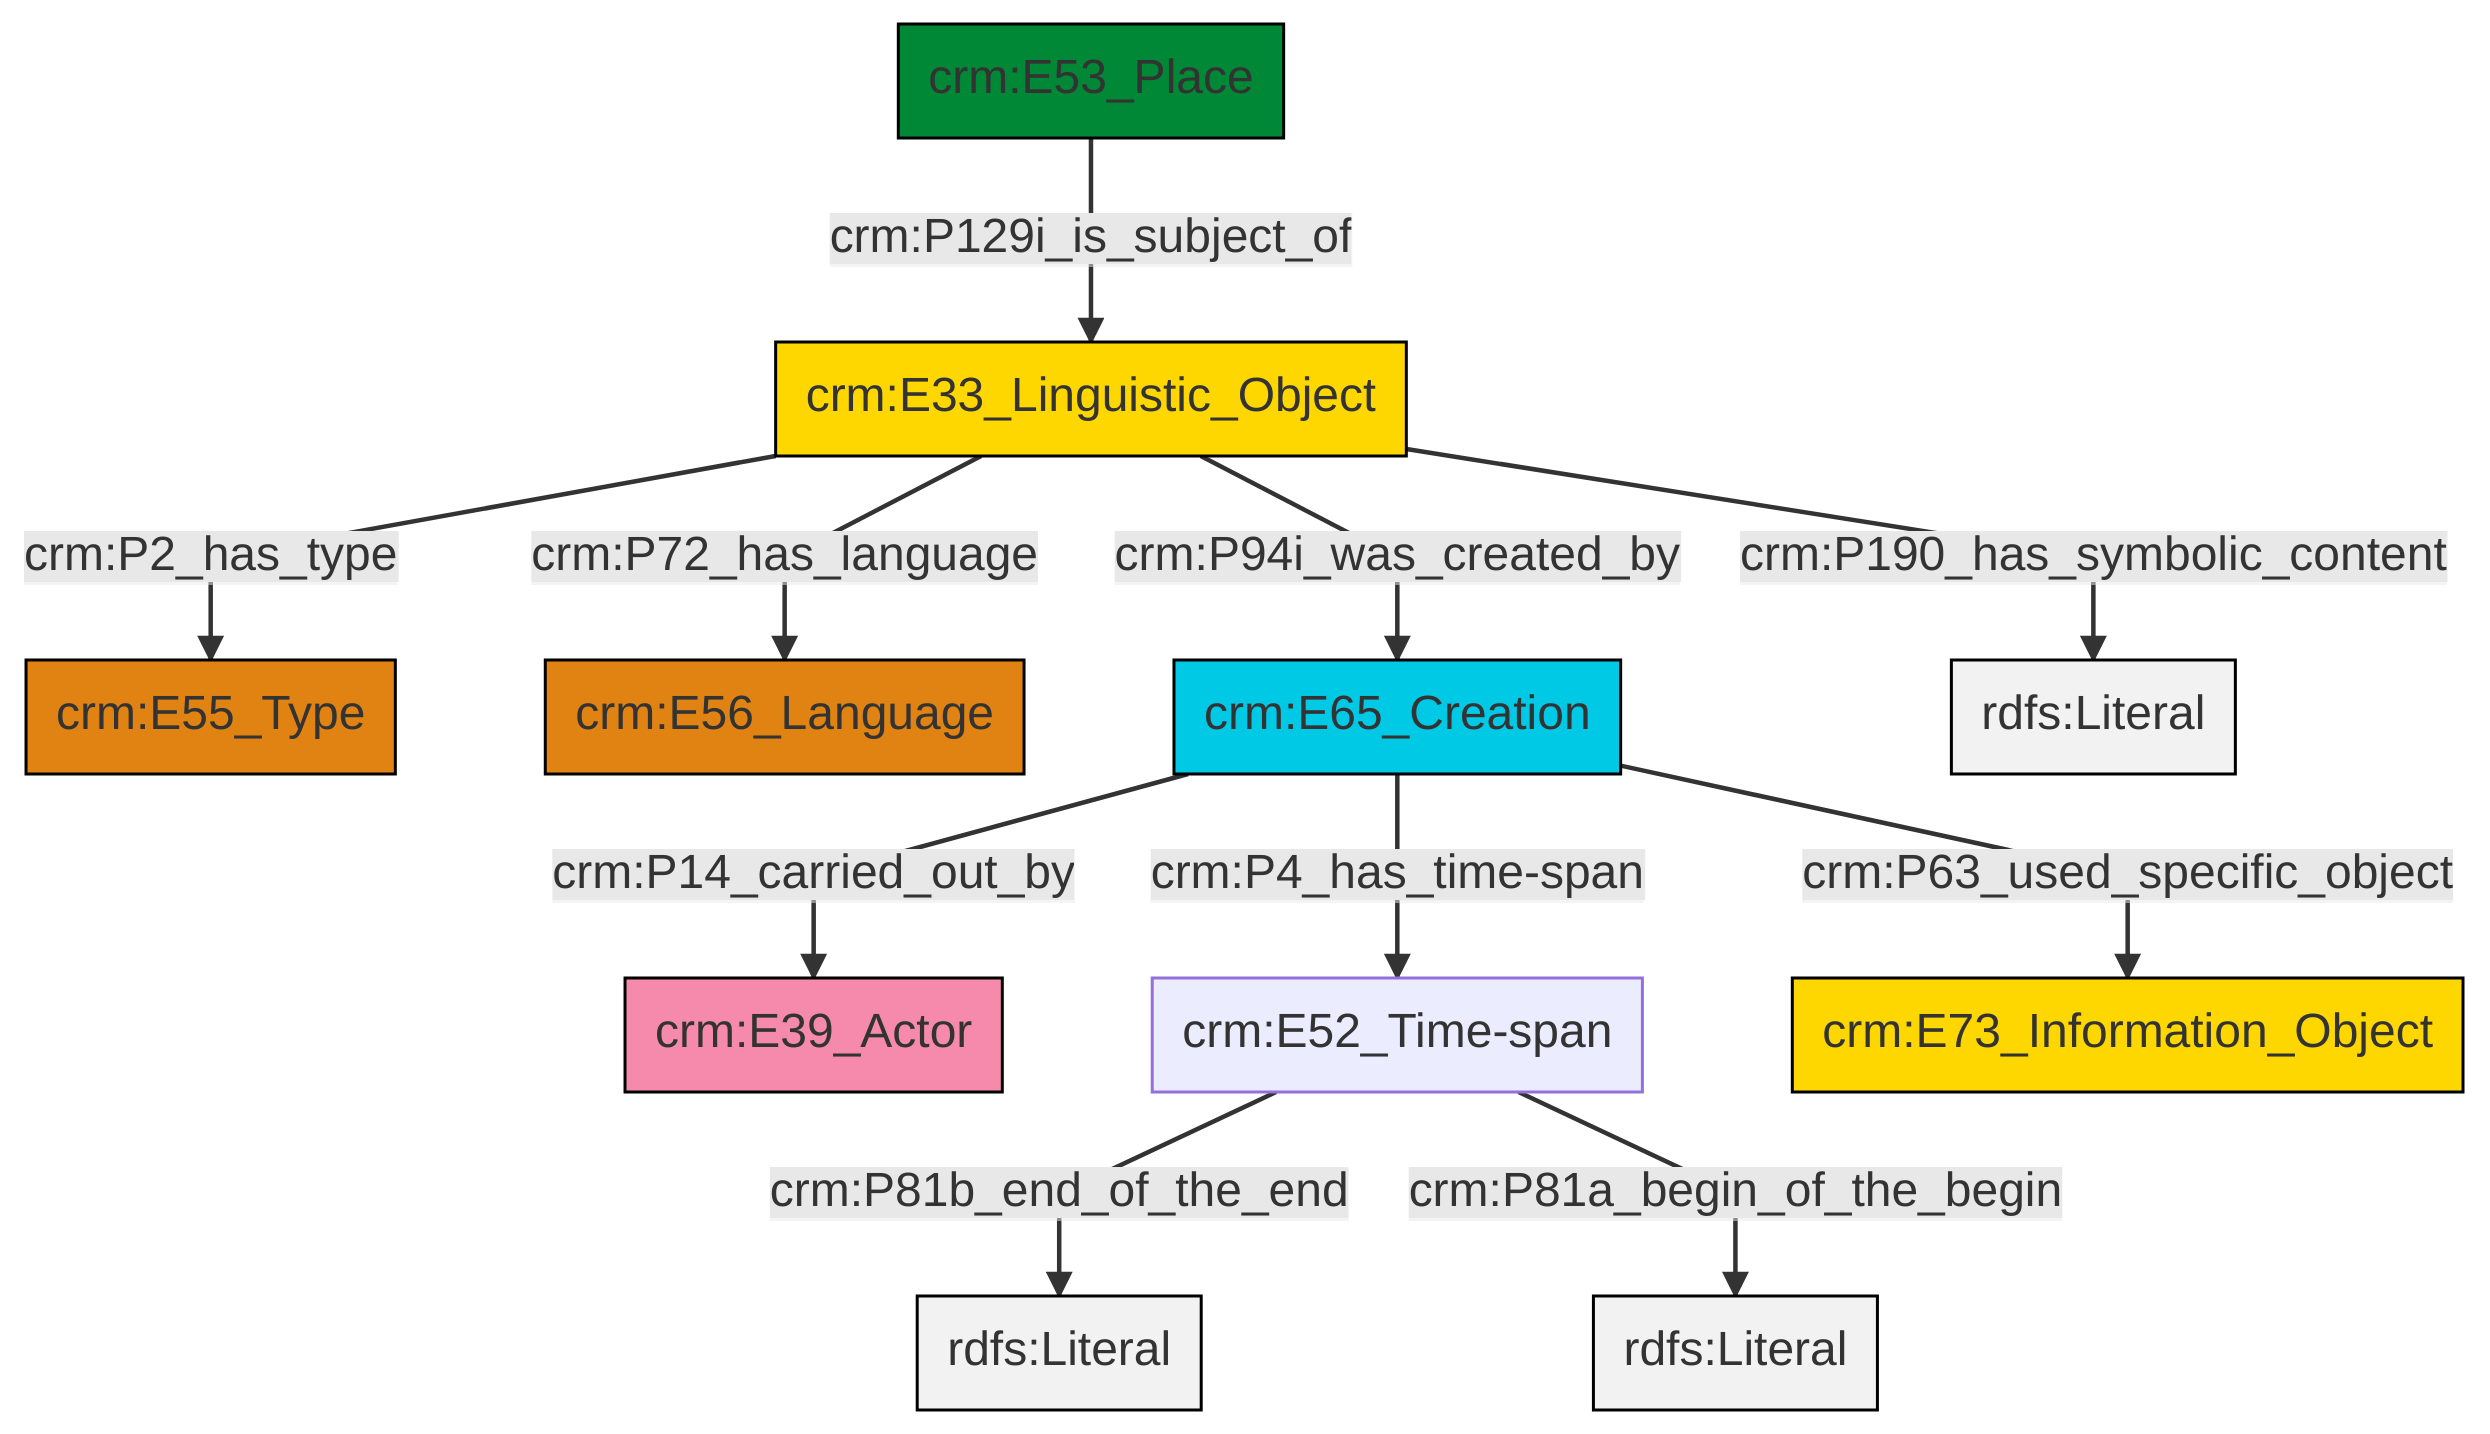 crm:E53_Place
crm:P129i_is_subject_of
crm:E33_Linguistic_Object
crm:P2_has_type
crm:P72_has_language
crm:P94i_was_created_by
crm:P190_has_symbolic_content
crm:E55_Type
crm:E56_Language
crm:E65_Creation
rdfs:Literal
crm:P14_carried_out_by
crm:P4_has_time-span
crm:P63_used_specific_object
crm:E39_Actor
crm:E52_Time-span
crm:E73_Information_Object
crm:P81b_end_of_the_end
crm:P81a_begin_of_the_begin
rdfs:Literal
rdfs:Literal